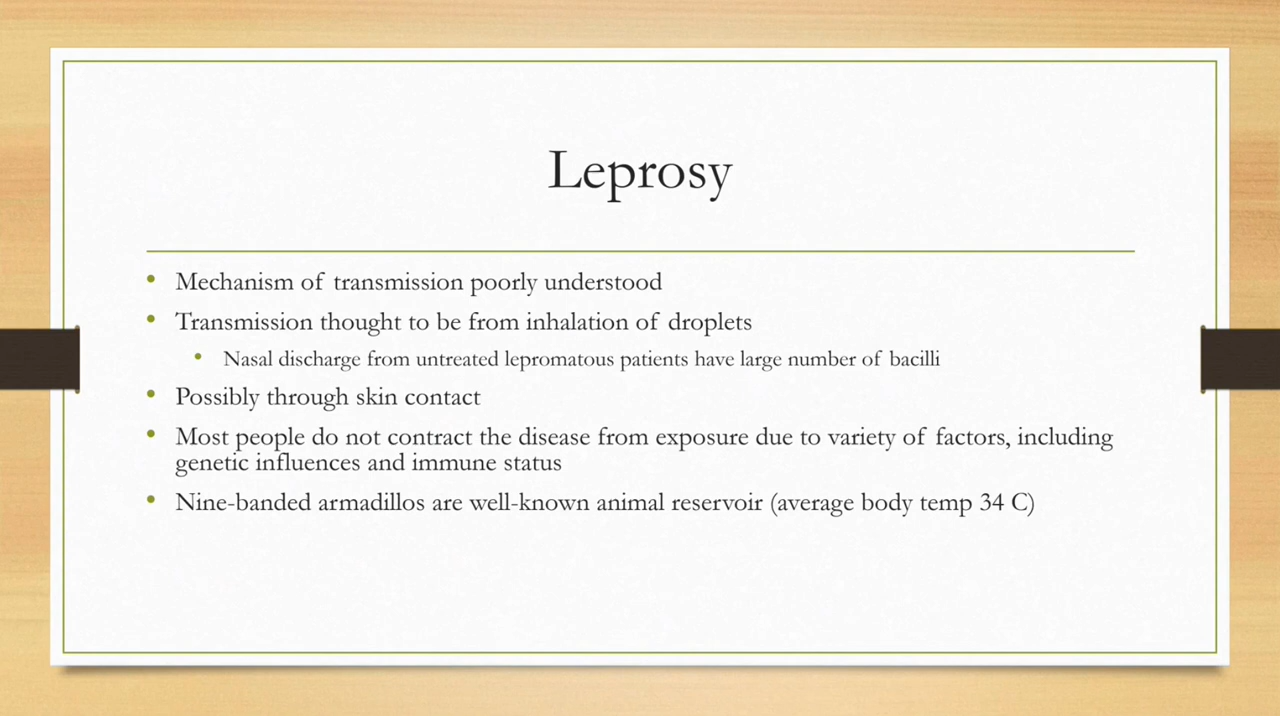 Leprosy
• Mechanism of transmission poorly understood
• Transmission thought to be from inhalation of droplets
• Nasal discharge from untreated lepromatous patients have large number of bacilli
• Possibly through skin contact
• Most people do not contract the disease from exposure due to variety of factors, including
genetic influences and immune status
• Nine-banded armadillos are well-known animal reservoir (average body temp 34 C)